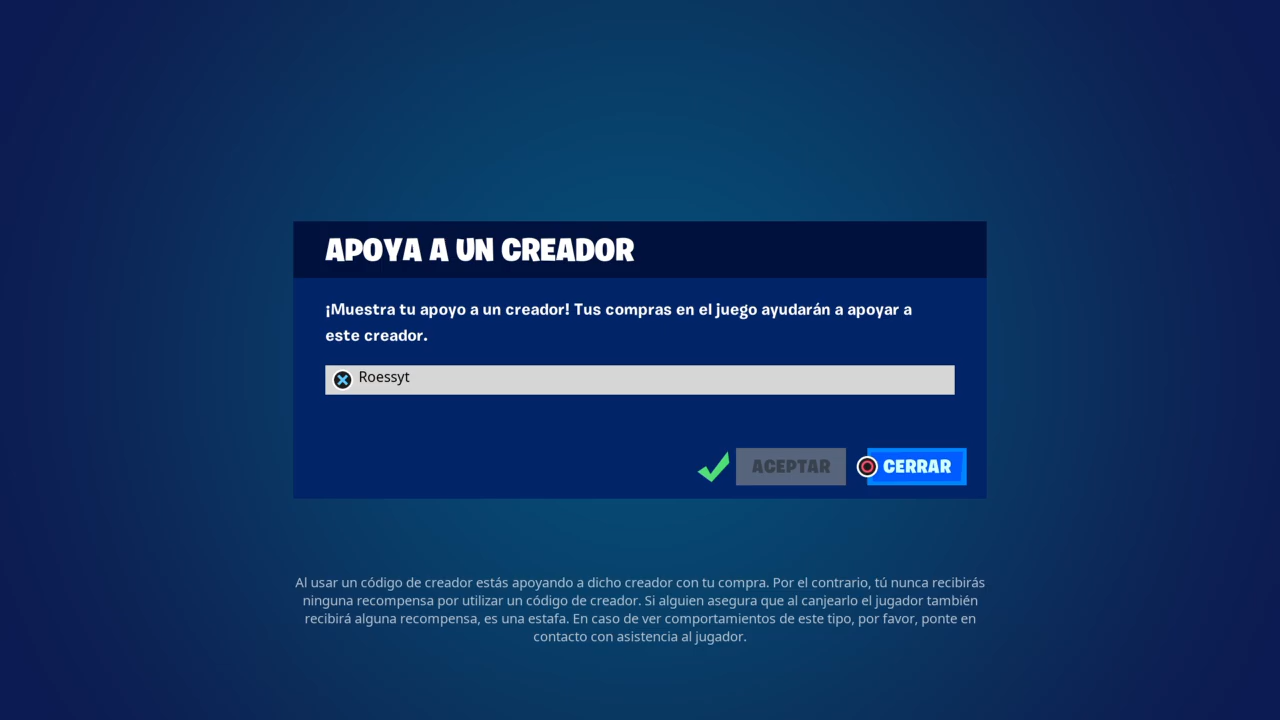 APOYA A UN CREADOR
¡Muestra tu apoyo a un creador! Tus compras en el juego ayudarán a apoyar a
este creador.
Roessyt
ACEPTAR
CERRAR
Al usar un código de creador estás apoyando a dicho creador con tu compra. Por el contrario, tú nunca recibirás
ninguna recompensa por utilizar un código de creador. Si alguien asegura que al canjearlo el jugador también
recibirá alguna recompensa, es una estafa. En caso de ver comportamientos de este tipo, por favor, ponte en
contacto con asistencia al jugador.